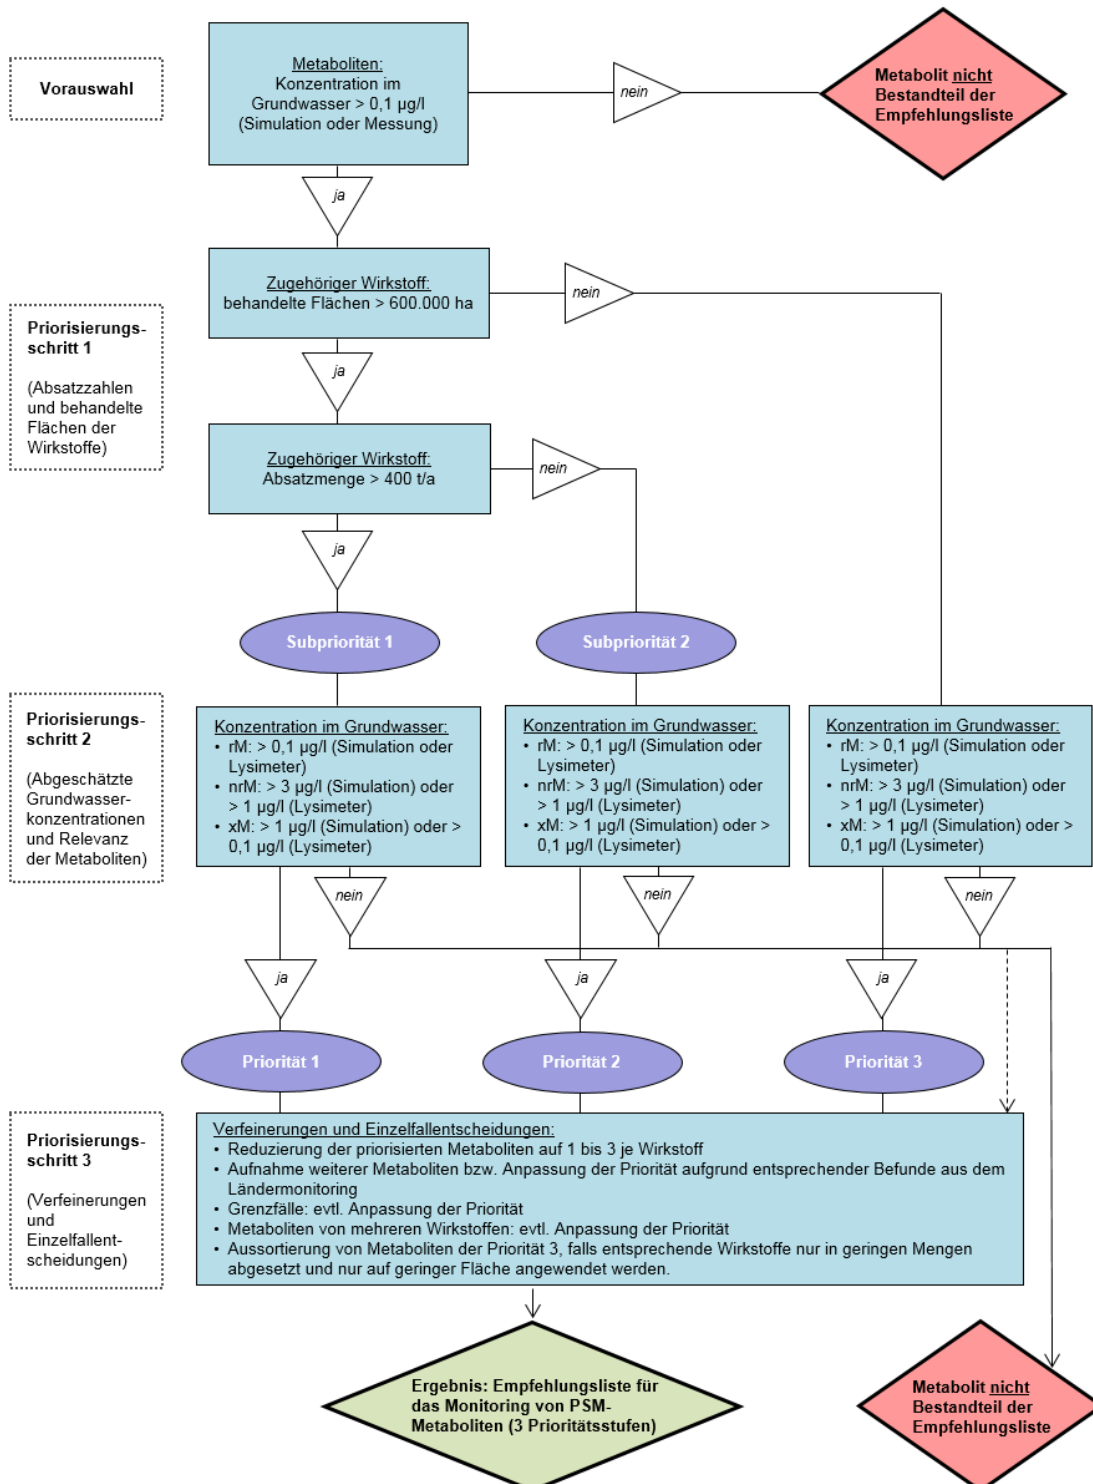 Vorauswahl
Metaboliten:
Konzentration im
Grundwasser > 0,1 µg/l
(Simulation oder Messung)
nein
Metabolit nicht
Bestandteil der
Empfehlungsliste
ja
Priorisierungs-
schritt 1
(Absatzzahlen
und behandelte
Flächen der
Wirkstoffe)
Zugehöriger Wirkstoff:
behandelte Flächen > 600.000 ha
nein
ja
Zugehöriger Wirkstoff:
Absatzmenge > 400 t/a
nein
ja
Subpriorität 1
Subpriorität 2
Priorisierungs-
schritt 2
(Abgeschätzte
Grundwasser-
konzentrationen
und Relevanz
der Metaboliten)
Konzentration im Grundwasser:
• rM: > 0,1 µg/l (Simulation oder
Lysimeter)
• nrM: > 3 µg/l (Simulation) oder
> 1 µg/l (Lysimeter)
• xM: > 1 µg/l (Simulation) oder >
0,1 µg/l (Lysimeter)
Konzentration im Grundwasser:
• rM: > 0,1 µg/l (Simulation oder
Lysimeter)
• nrM: > 3 µg/l (Simulation) oder
> 1 µg/l (Lysimeter)
• xM: > 1 µg/l (Simulation) oder >
0,1 µg/l (Lysimeter)
Konzentration im Grundwasser:
• rM: > 0,1 µg/l (Simulation oder
Lysimeter)
• nrM: > 3 µg/l (Simulation) oder
> 1 µg/l (Lysimeter)
• xM: > 1 µg/l (Simulation) oder >
0,1 µg/l (Lysimeter)
nein
nein
nein
ja
ja
ja
Priorität 1
Priorität 2
Priorität 3
Priorisierungs-
schritt 3
(Verfeinerungen
und
Einzelfallent-
scheidungen)
Verfeinerungen und Einzelfallentscheidungen:
• Reduzierung der priorisierten Metaboliten auf 1 bis 3 je Wirkstoff
• Aufnahme weiterer Metaboliten bzw. Anpassung der Priorität aufgrund entsprechender Befunde aus dem
Ländermonitoring
• Grenzfälle: evtl. Anpassung der Priorität
• Metaboliten von mehreren Wirkstoffen: evtl. Anpassung der Priorität
• Aussortierung von Metaboliten der Priorität 3, falls entsprechende Wirkstoffe nur in geringen Mengen
abgesetzt und nur auf geringer Fläche angewendet werden.
Ergebnis: Empfehlungsliste für
das Monitoring von PSM-
Metaboliten (3 Prioritätsstufen)
Metabolit nicht
Bestandteil der
Empfehlungsliste